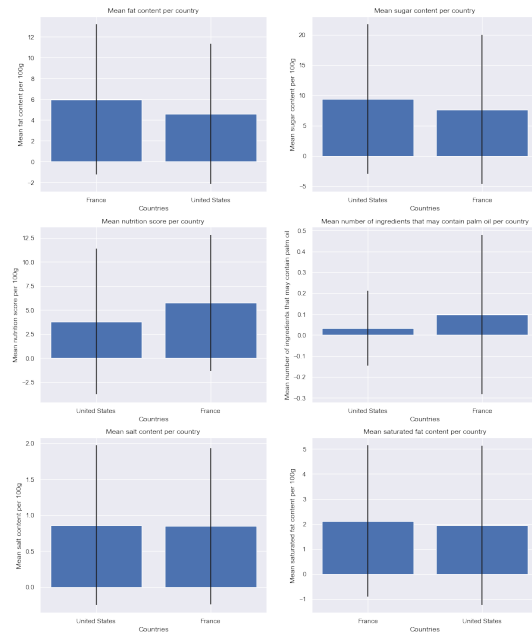 Mean fat content per country
Mean fat content per 100g
12
10
8
6
4
2
0
−2
France
United States
Countries
Mean sugar content per country
Mean sugar content per 100g
20
15
10
5
0
−5
United States
France
Countries
Mean nutrition score per country
Mean nutrition score per 100g
12.5
10.0
7.5
5.0
2.5
0.0
−2.5
United States
France
Countries
Mean number of ingredients that may contain palm oil per country
Mean number of ingredients that may contain palm oil
0.5
0.4
0.3
0.2
0.1
0.0
−0.1
−0.2
−0.3
United States
France
Countries
Mean salt content per country
Mean salt content per 100g
2.0
1.5
1.0
0.5
0.0
United States
France
Countries
Mean saturated fat content per country
Mean saturated fat content per 100g
5
4
3
2
1
0
−1
France
United States
Countries